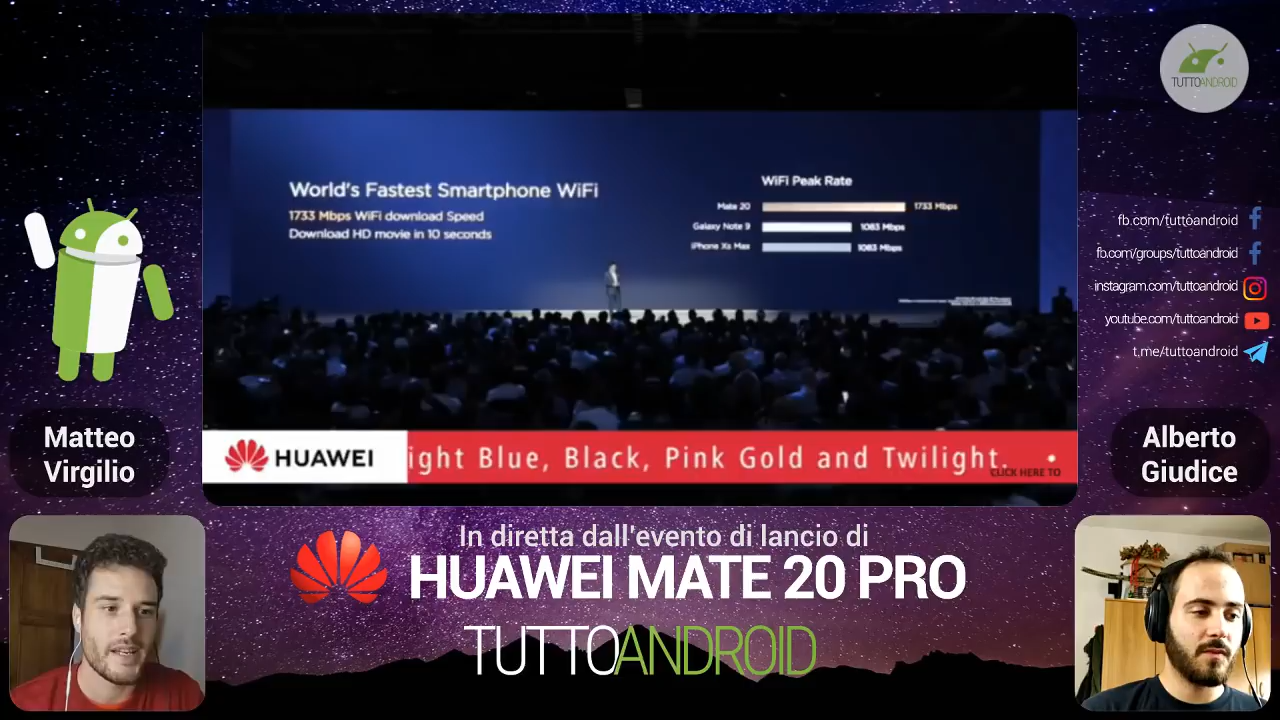 TUTTOANDROID
World's Fastest Smartphone WiFi
1733 Mbps WiFi download Speed
Download HD movie in 10 seconds
WiFi Peak Rate
Mate 20 1733 Mbps
Galaxy Note 9 1083 Mbps
iPhone Xs Max 1083 Mbps
fb.com/tuttoandroid
fb.com/groups/tuttoandroid
instagram.com/tuttoandroid
youtube.com/tuttoandroid
t.me/tuttoandroid
Matteo
Virgilio
Alberto
Giudice
HUAWEI ight Blue, Black, Pink Gold and Twilight.
CLICK HERE TO
In diretta dall'evento di lancio di
HUAWEI MATE 20 PRO
TUTTOANDROID